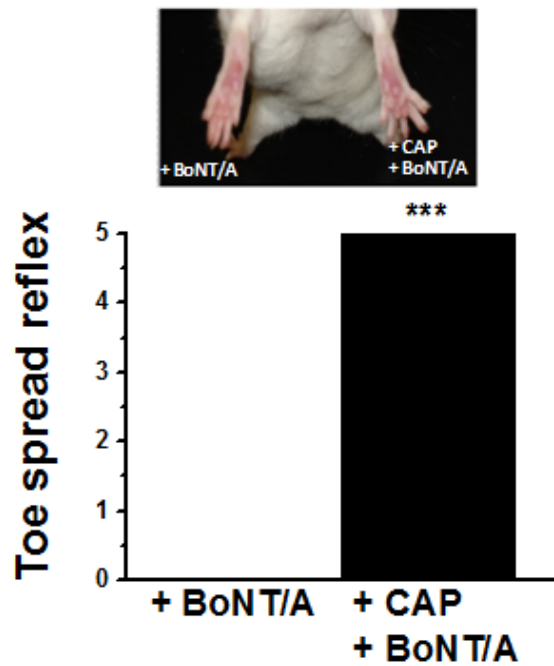 + BoNT/A
+ CAP
+ BoNT/A
***
Toe spread reflex
5
4
3
2
1
0
+ BoNT/A
+ CAP
+ BoNT/A